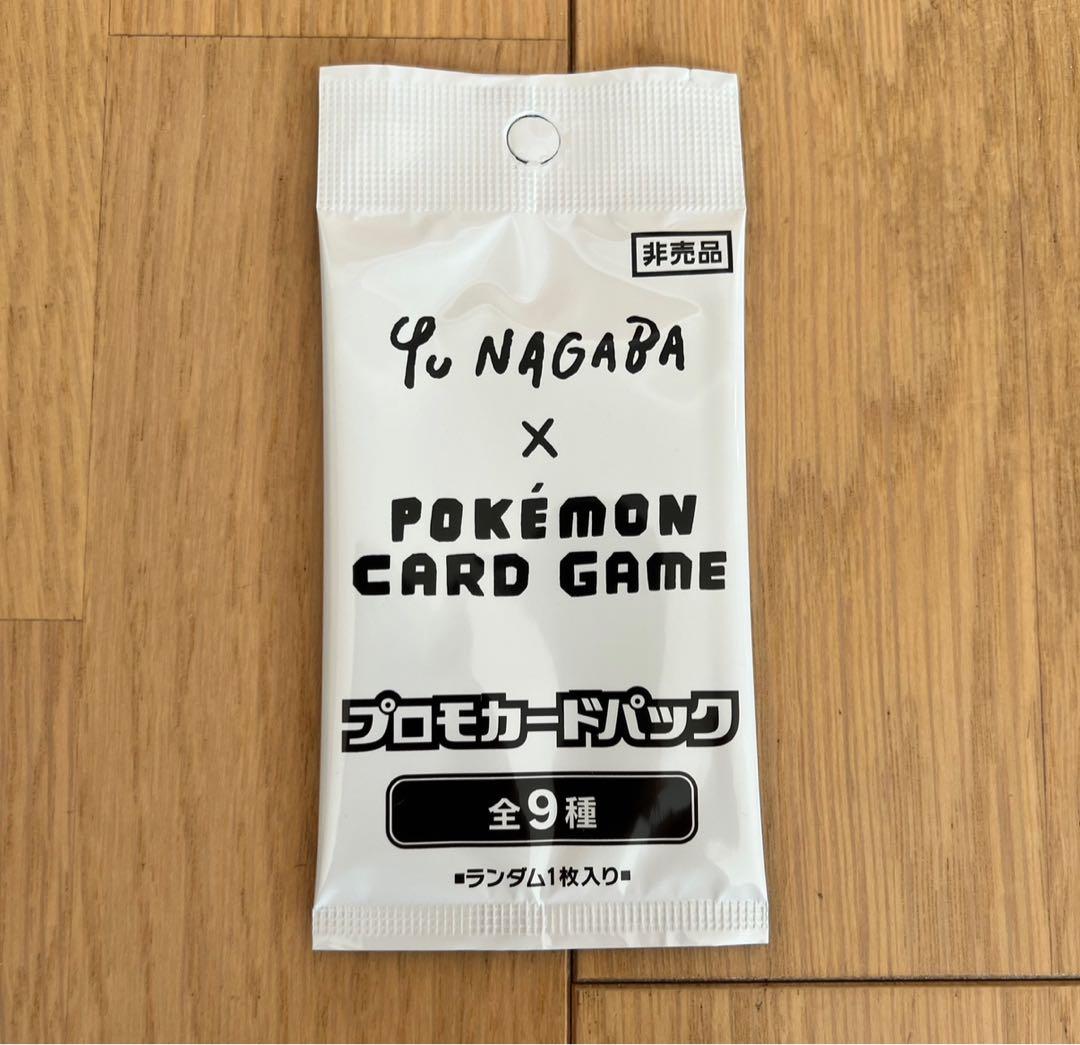 非売品
Yu NAGABA
×
POKÉMON
CARD GAME
プロモカードパック
全9種
■ランダム1枚入り■